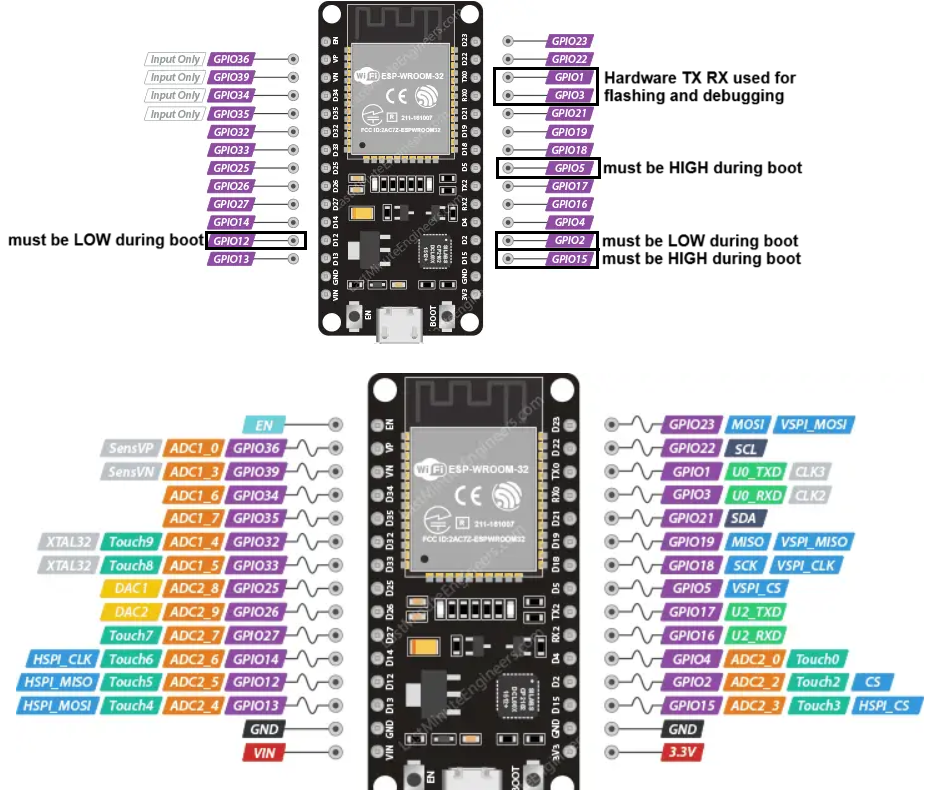 EN D23 GPIO23
Input Only GPIO36 VP D22 GPIO22
Input Only GPIO39 VN TX0 GPIO1 Hardware TX RX used for
Input Only GPIO34 D34 RX0 GPIO3 flashing and debugging
Input Only GPIO35 D35 D21 GPIO21
GPIO32 D32 D19 GPIO19
GPIO33 D33 D18 GPIO18
GPIO25 D25 D5 GPIO5 must be HIGH during boot
GPIO26 D26 TX2 GPIO17
GPIO27 D27 RX2 GPIO16
GPIO14 D14 D4 GPIO4
must be LOW during boot GPIO12 D12 D2 GPIO2 must be LOW during boot
GPIO13 D13 D15 GPIO15 must be HIGH during boot
GND GND
VIN 3V3
WiFi ESP-WROOM-32
CE
R 211-161007
FCC ID:2AC7Z-ESPWROOM32
EN BOOT
LastMinuteEngineers.com
EN EN D23 GPIO23 MOSI VSPI_MOSI
SensVP ADC1_0 GPIO36 VP D22 GPIO22 SCL
SensVN ADC1_3 GPIO39 VN TX0 GPIO1 U0_TXD CLK3
ADC1_6 GPIO34 D34 RX0 GPIO3 U0_RXD CLK2
ADC1_7 GPIO35 D35 D21 GPIO21 SDA
XTAL32 Touch9 ADC1_4 GPIO32 D32 D19 GPIO19 MISO VSPI_MISO
XTAL32 Touch8 ADC1_5 GPIO33 D33 D18 GPIO18 SCK VSPI_CLK
DAC1 ADC2_8 GPIO25 D25 D5 GPIO5 VSPI_CS
DAC2 ADC2_9 GPIO26 D26 TX2 GPIO17 U2_TXD
Touch7 ADC2_7 GPIO27 D27 RX2 GPIO16 U2_RXD
HSPI_CLK Touch6 ADC2_6 GPIO14 D14 D4 GPIO4 ADC2_0 Touch0
HSPI_MISO Touch5 ADC2_5 GPIO12 D12 D2 GPIO2 ADC2_2 Touch2 CS
HSPI_MOSI Touch4 ADC2_4 GPIO13 D13 D15 GPIO15 ADC2_3 Touch3 HSPI_CS
GND GND GND GND
VIN VIN 3V3 3.3V
WiFi ESP-WROOM-32
CE
R 211-161007
FCC ID:2AC7Z-ESPWROOM32
EN BOOT
LastMinuteEngineers.com